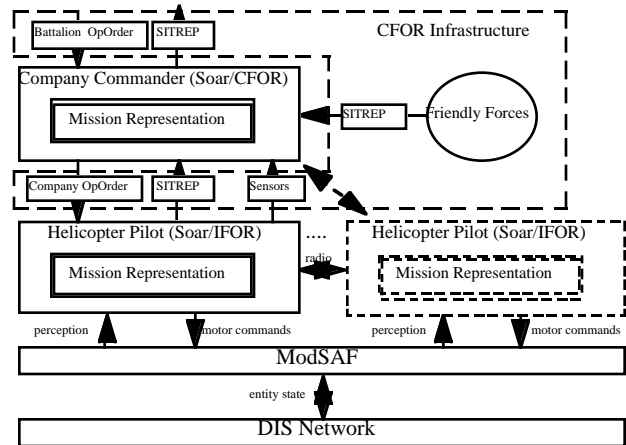 Battalion OpOrder
SITREP
CFOR Infrastructure
Company Commander (Soar/CFOR)
Mission Representation
SITREP
Friendly Forces
Company OpOrder
SITREP
Sensors
Helicopter Pilot (Soar/IFOR)
....
Helicopter Pilot (Soar/IFOR)
radio
Mission Representation
Mission Representation
perception
motor commands
perception
motor commands
ModSAF
entity state
DIS Network